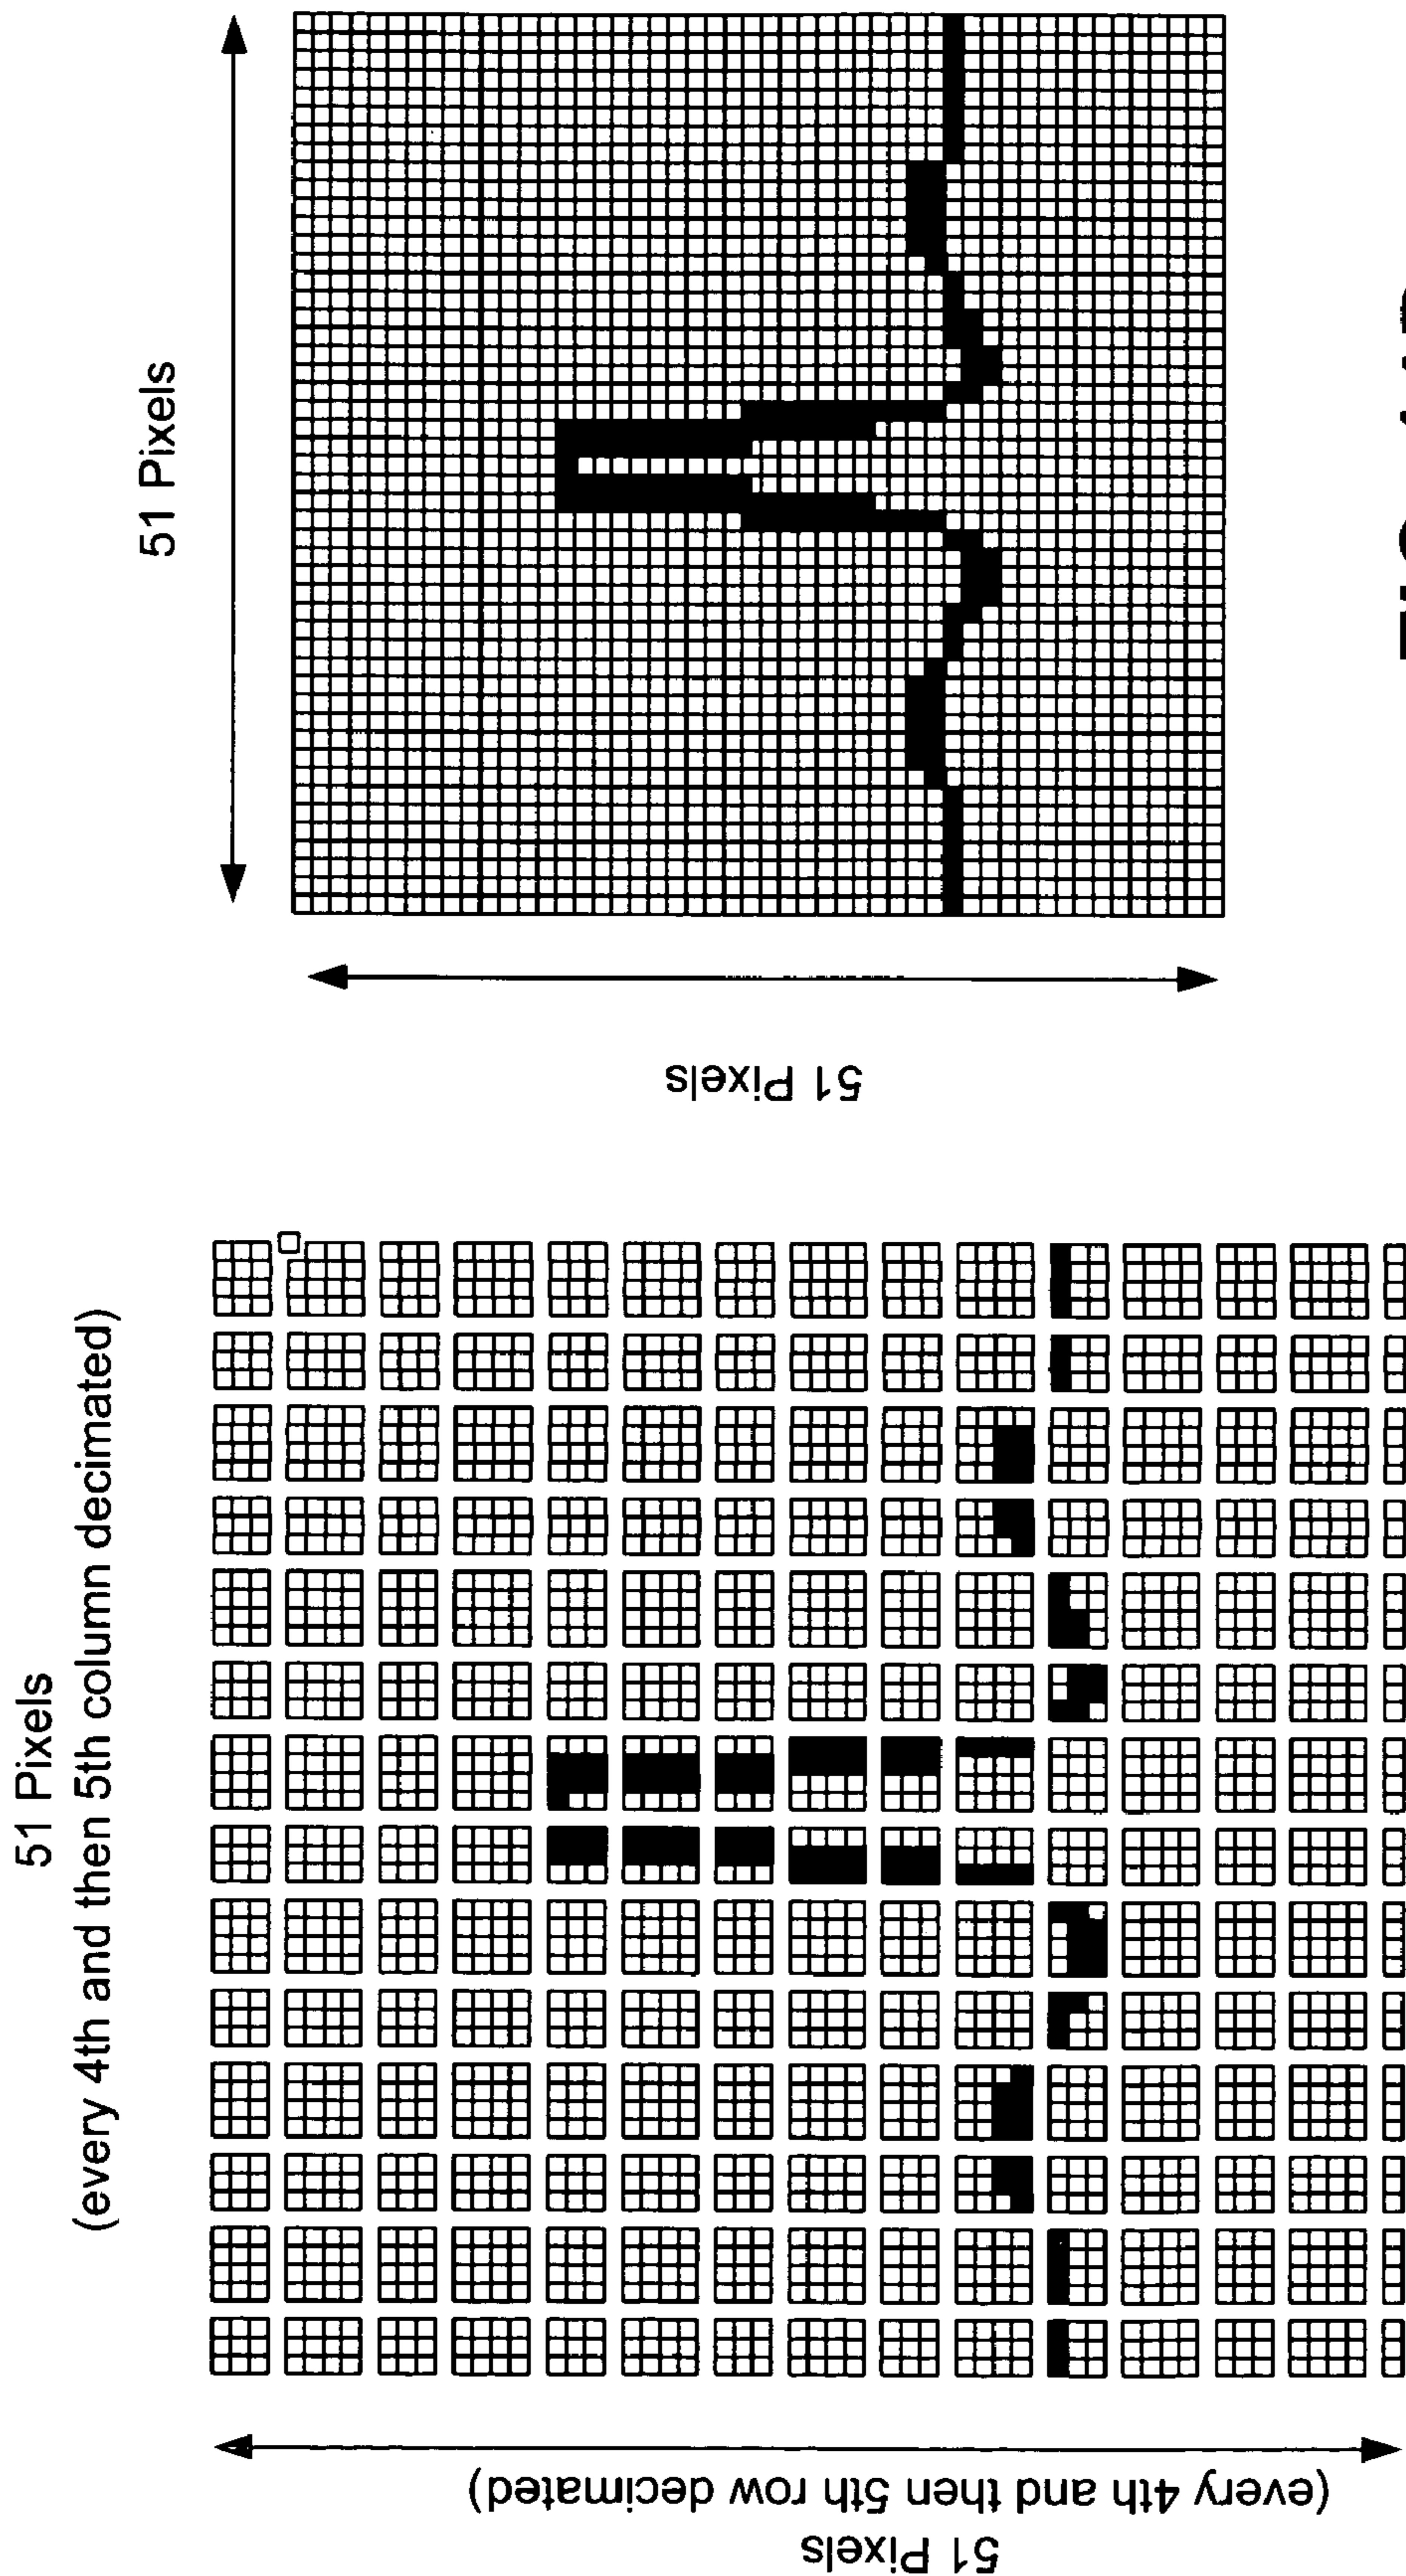 51 Pixels
(every 4th and then 5th column decimated)
51 Pixels
(every 4th and then 5th row decimated)
51 Pixels
51 Pixels